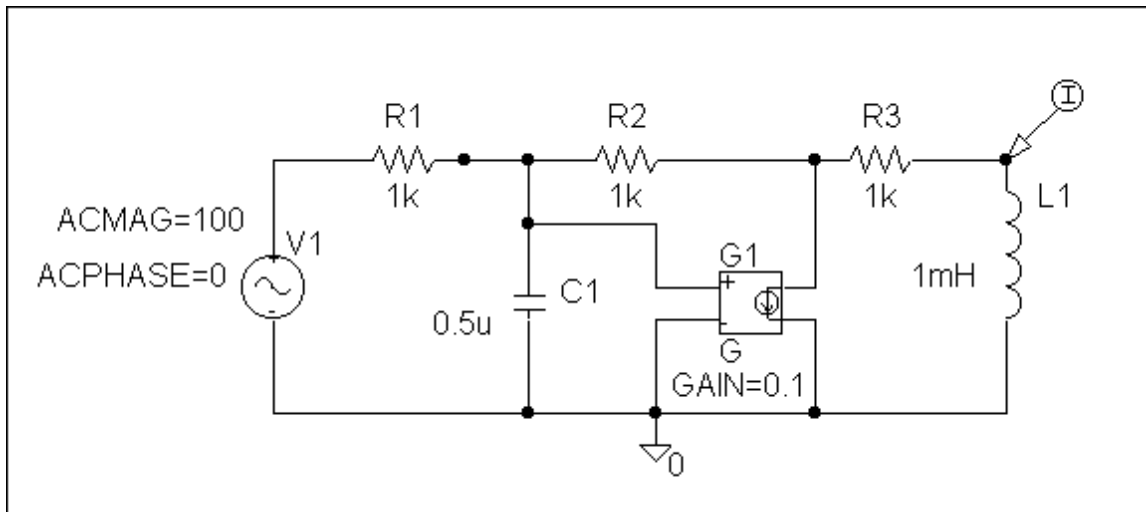 R1
R2
R3
I
1k
1k
1k
L1
ACMAG=100
V1
G1
ACPHASE=0
+
C1
1mH
-
0.5u
-
G
GAIN=0.1
0